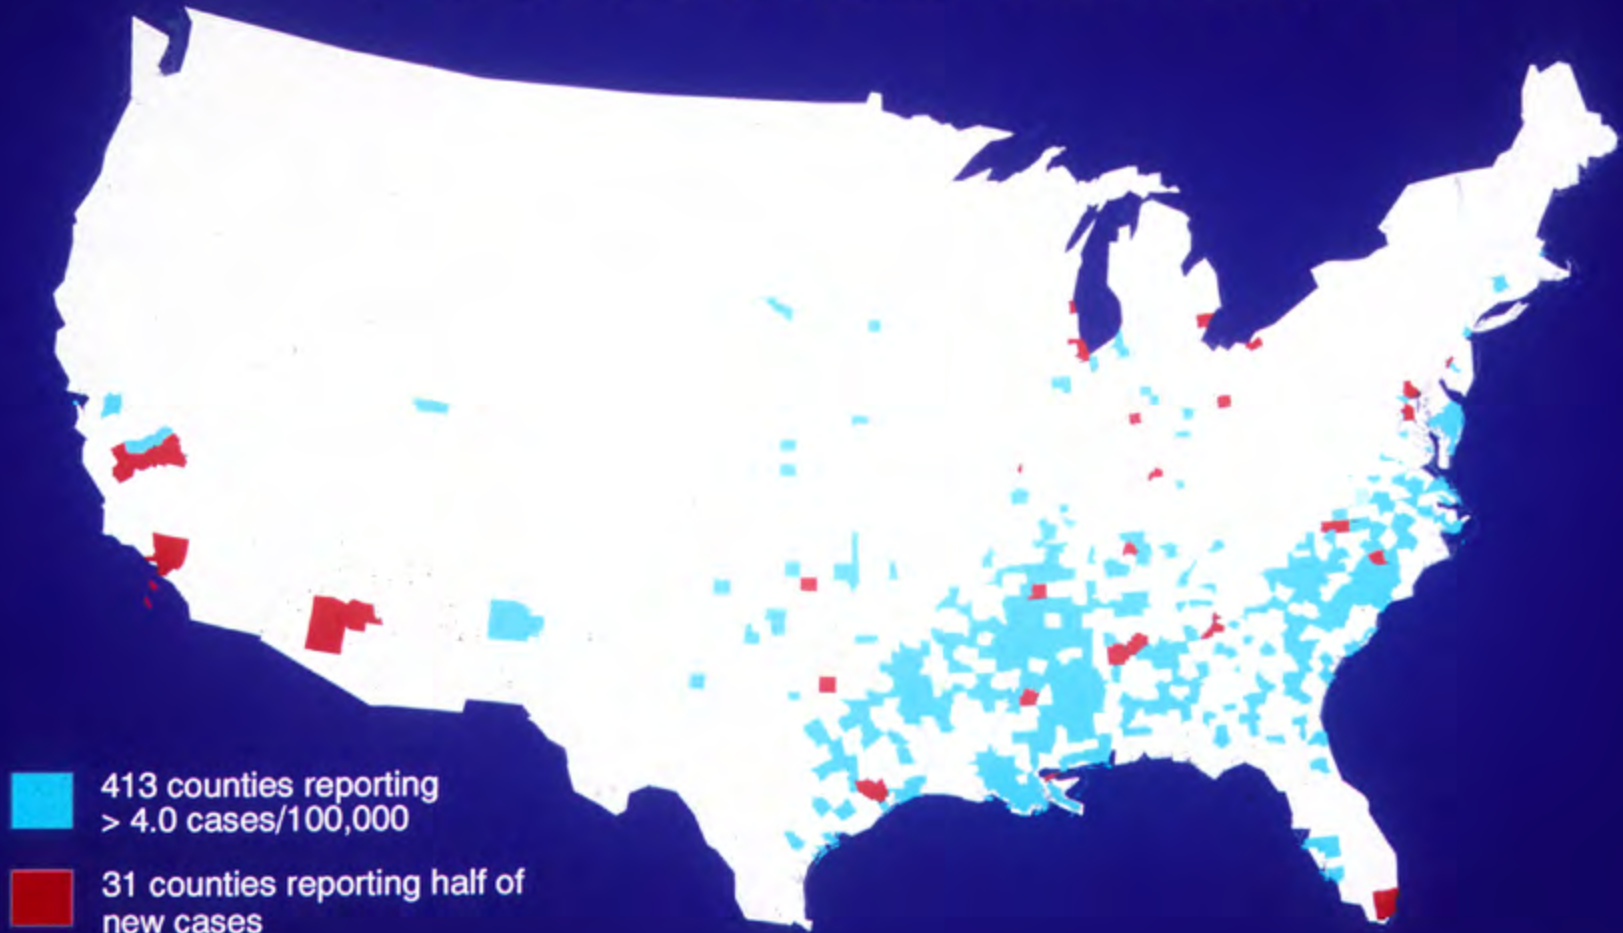 413 counties reporting
> 4.0 cases/100,000
31 counties reporting half of
new cases